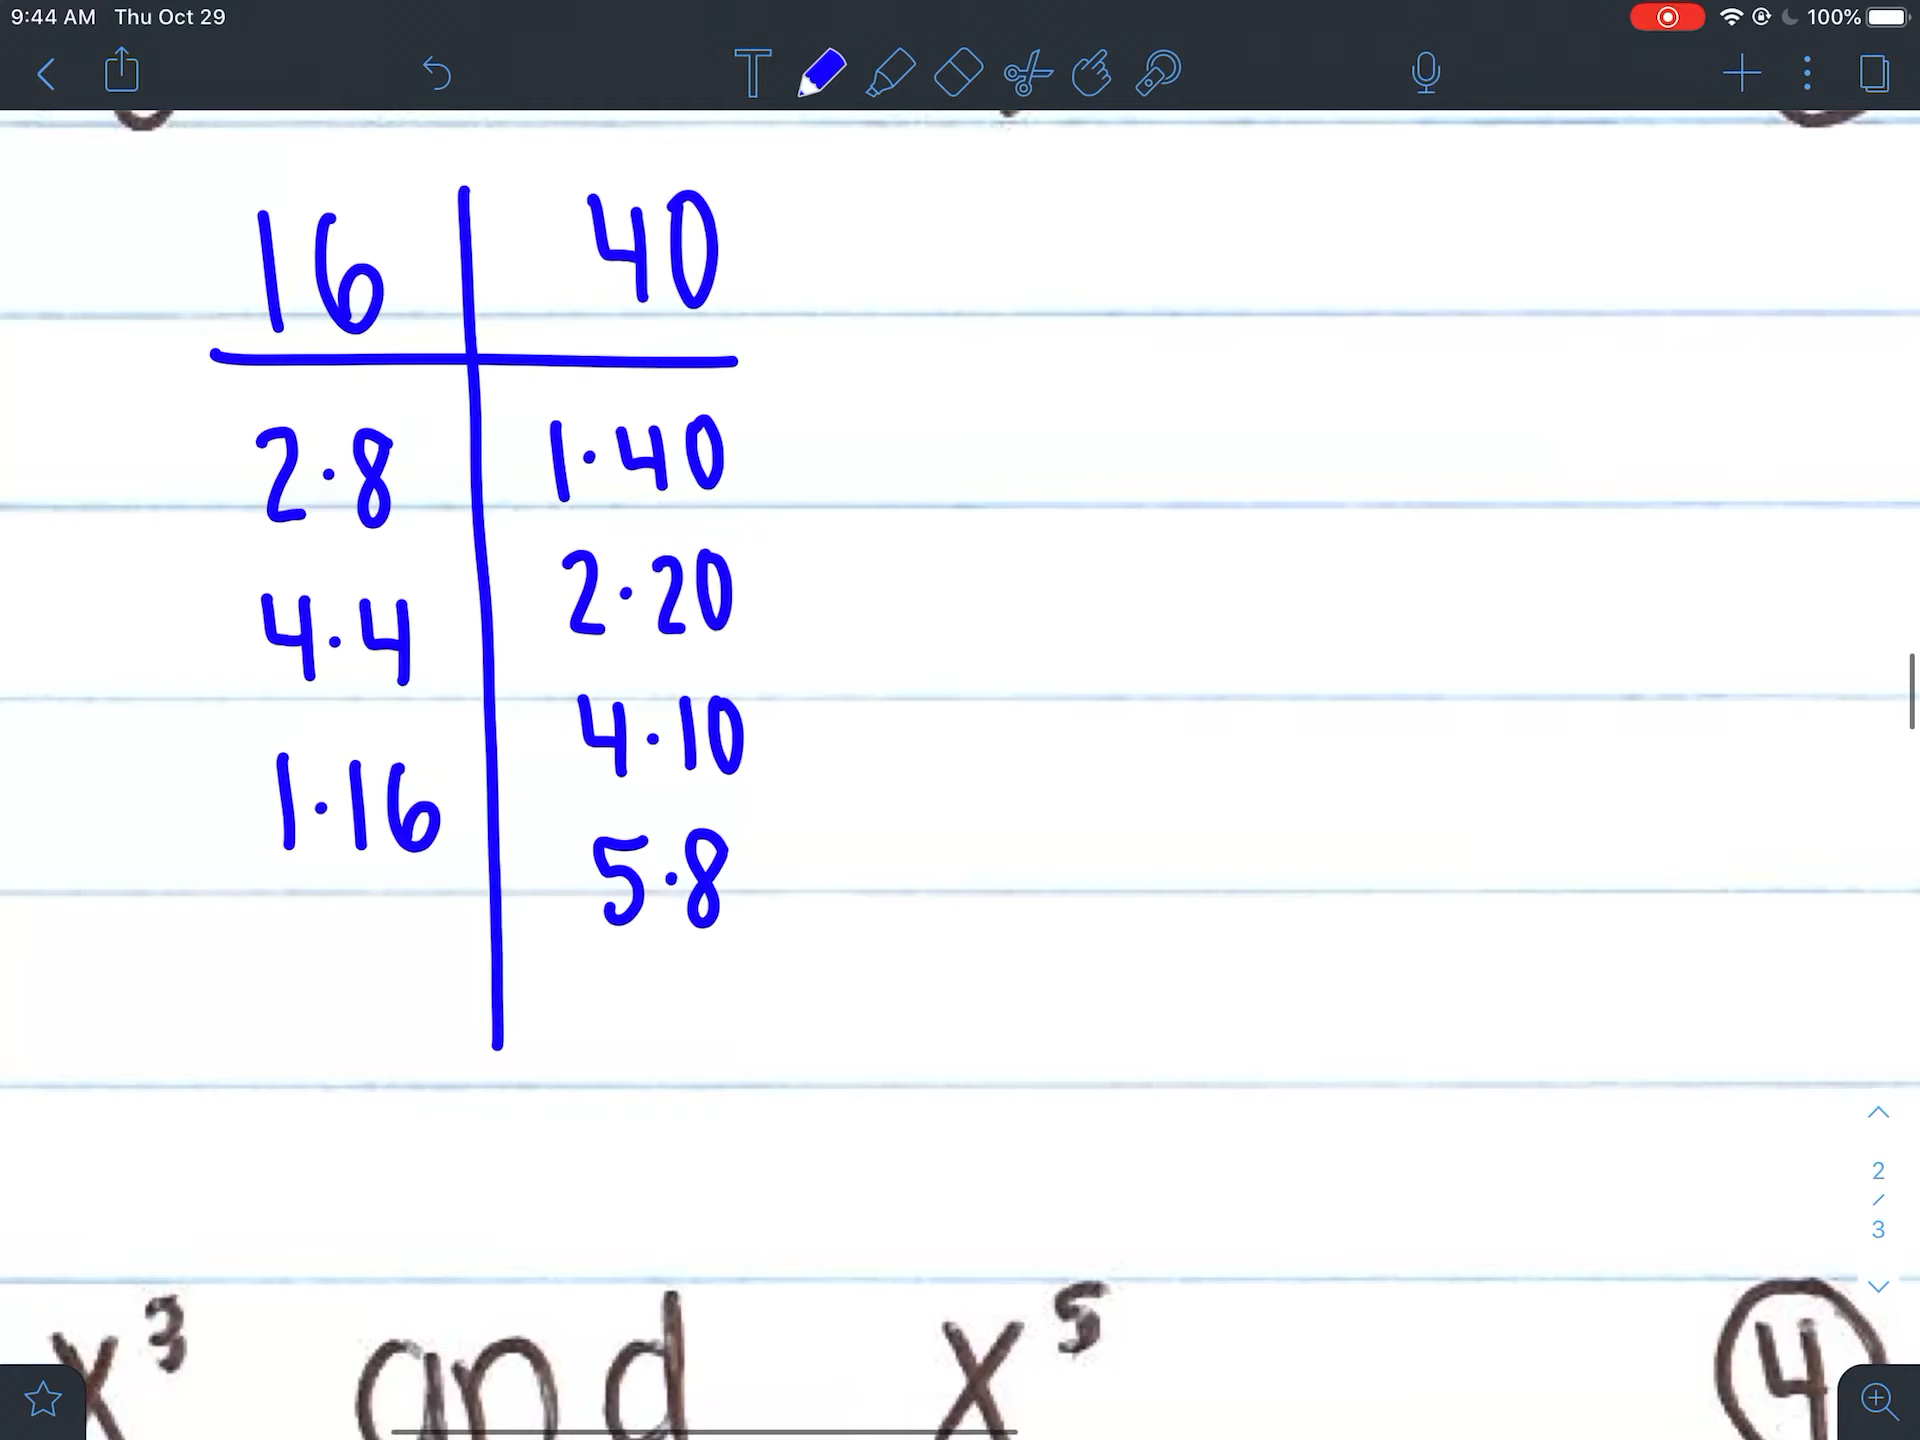 9:44 AM Thu Oct 29
100%
T
16 | 40
2·8 | 1·40
4·4 | 2·20
1·16 | 4·10
5·8
2
/
3
x³ and x⁵ 4